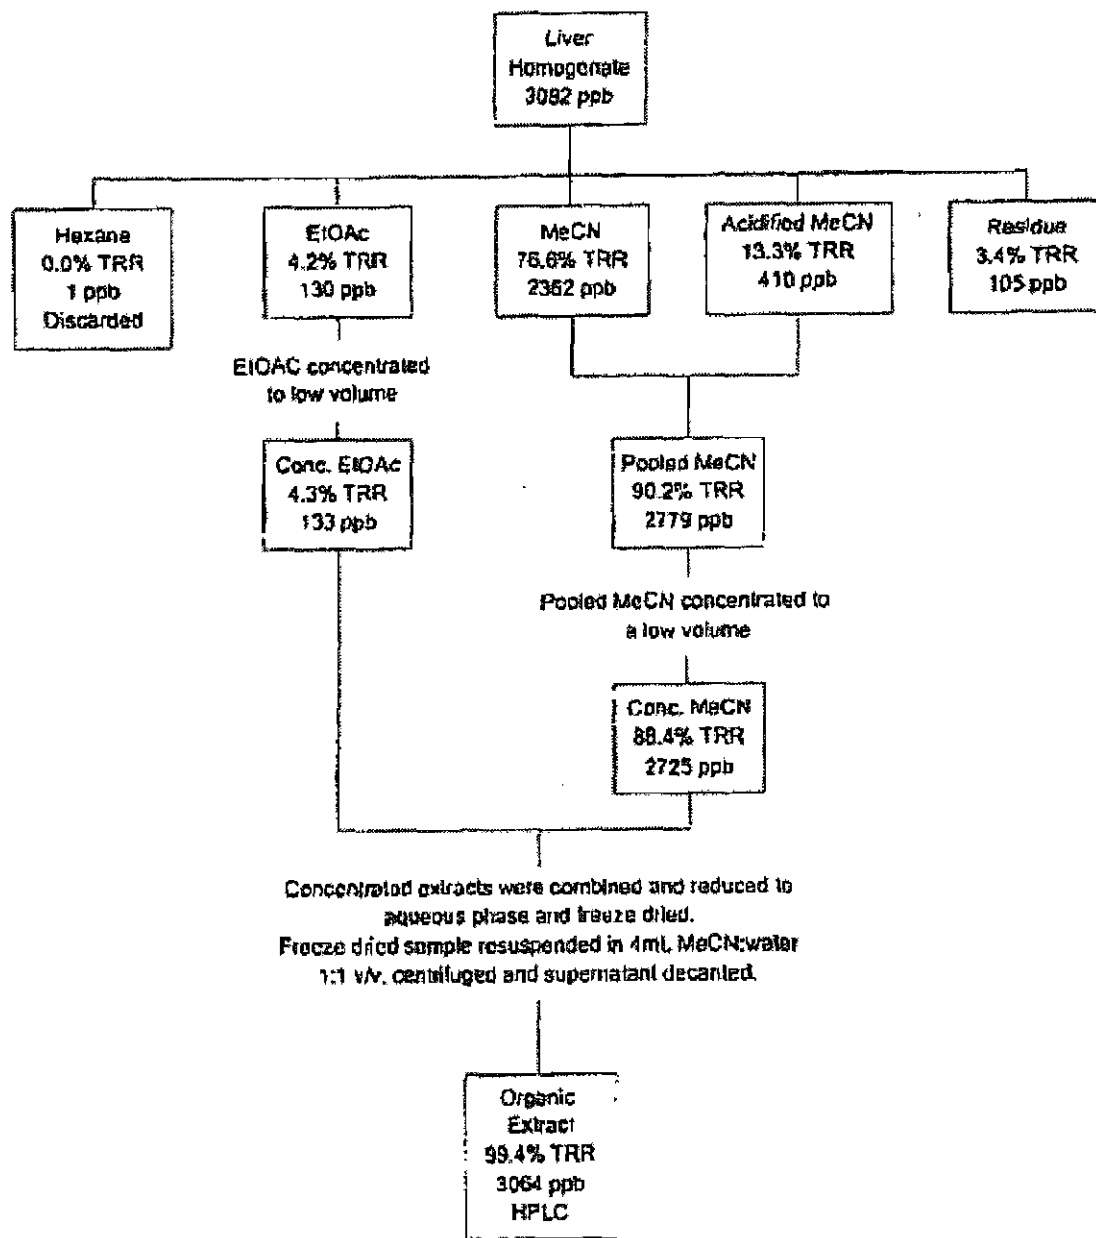 Liver
Homogonate
3082 ppb
Hexane
0.0% TRR
1 ppb
Discarded
EtOAc
4.2% TRR
130 ppb
MeCN
76.6% TRR
2362 ppb
Acidified MeCN
13.3% TRR
410 ppb
Residue
3.4% TRR
105 ppb
EtOAC concentrated
to low volume
Conc. EtOAc
4.3% TRR
133 ppb
Pooled MeCN
90.2% TRR
2779 ppb
Pooled MeCN concentrated to
a low volume
Conc. MeCN
88.4% TRR
2725 ppb
Concentrated extracts were combined and reduced to
aqueous phase and freeze dried.
Freeze dried sample resuspended in 4mL MeCN:water
1:1 v/v, centrifuged and supernatant decanted.
Organic
Extract
99.4% TRR
3064 ppb
HPLC